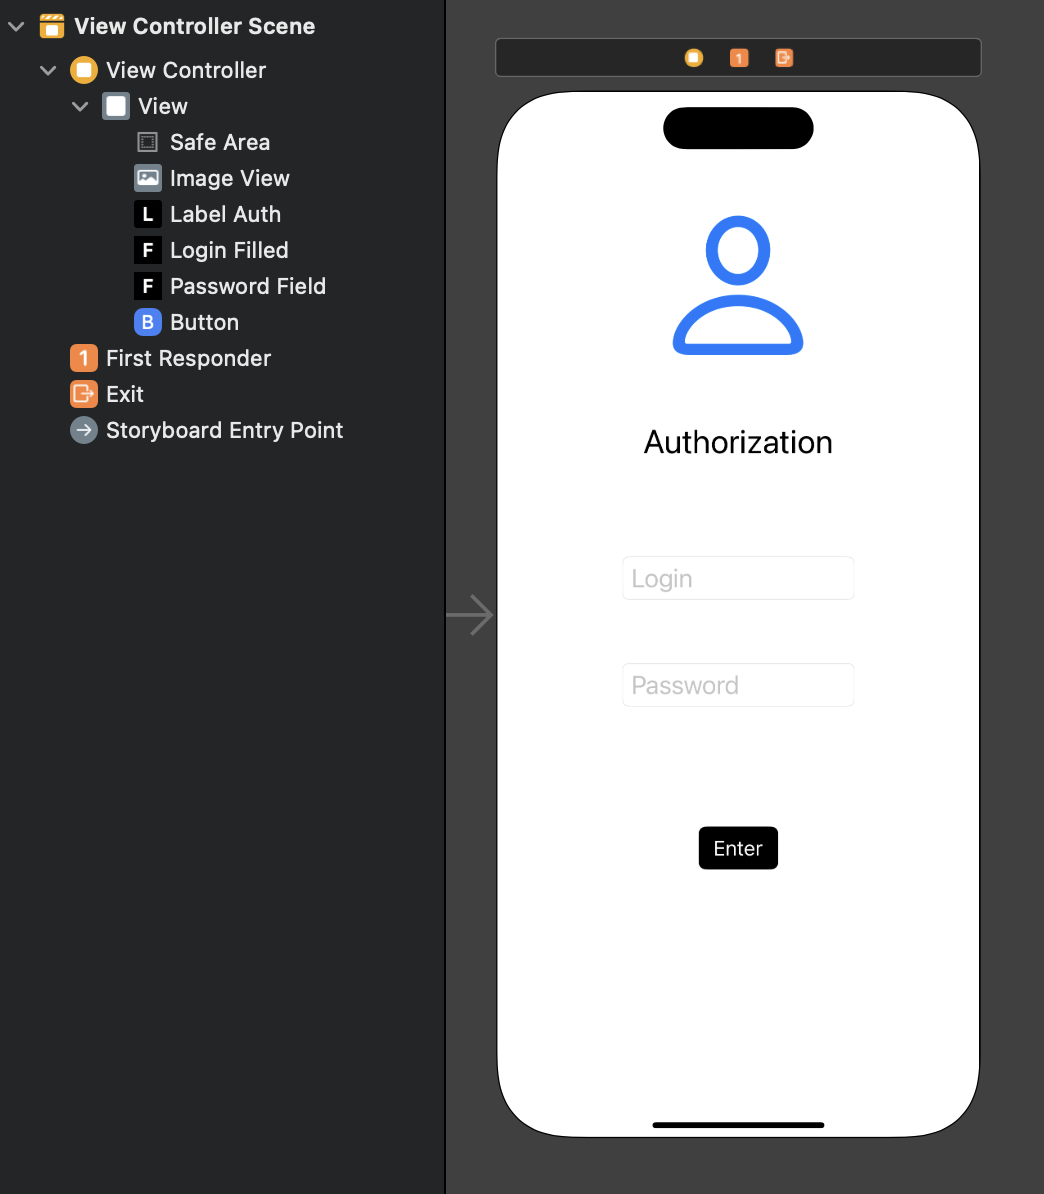 View Controller Scene
View Controller
View
Safe Area
Image View
L Label Auth
F Login Filled
F Password Field
B Button
1 First Responder
Exit
Storyboard Entry Point
1
Authorization
Login
Password
Enter